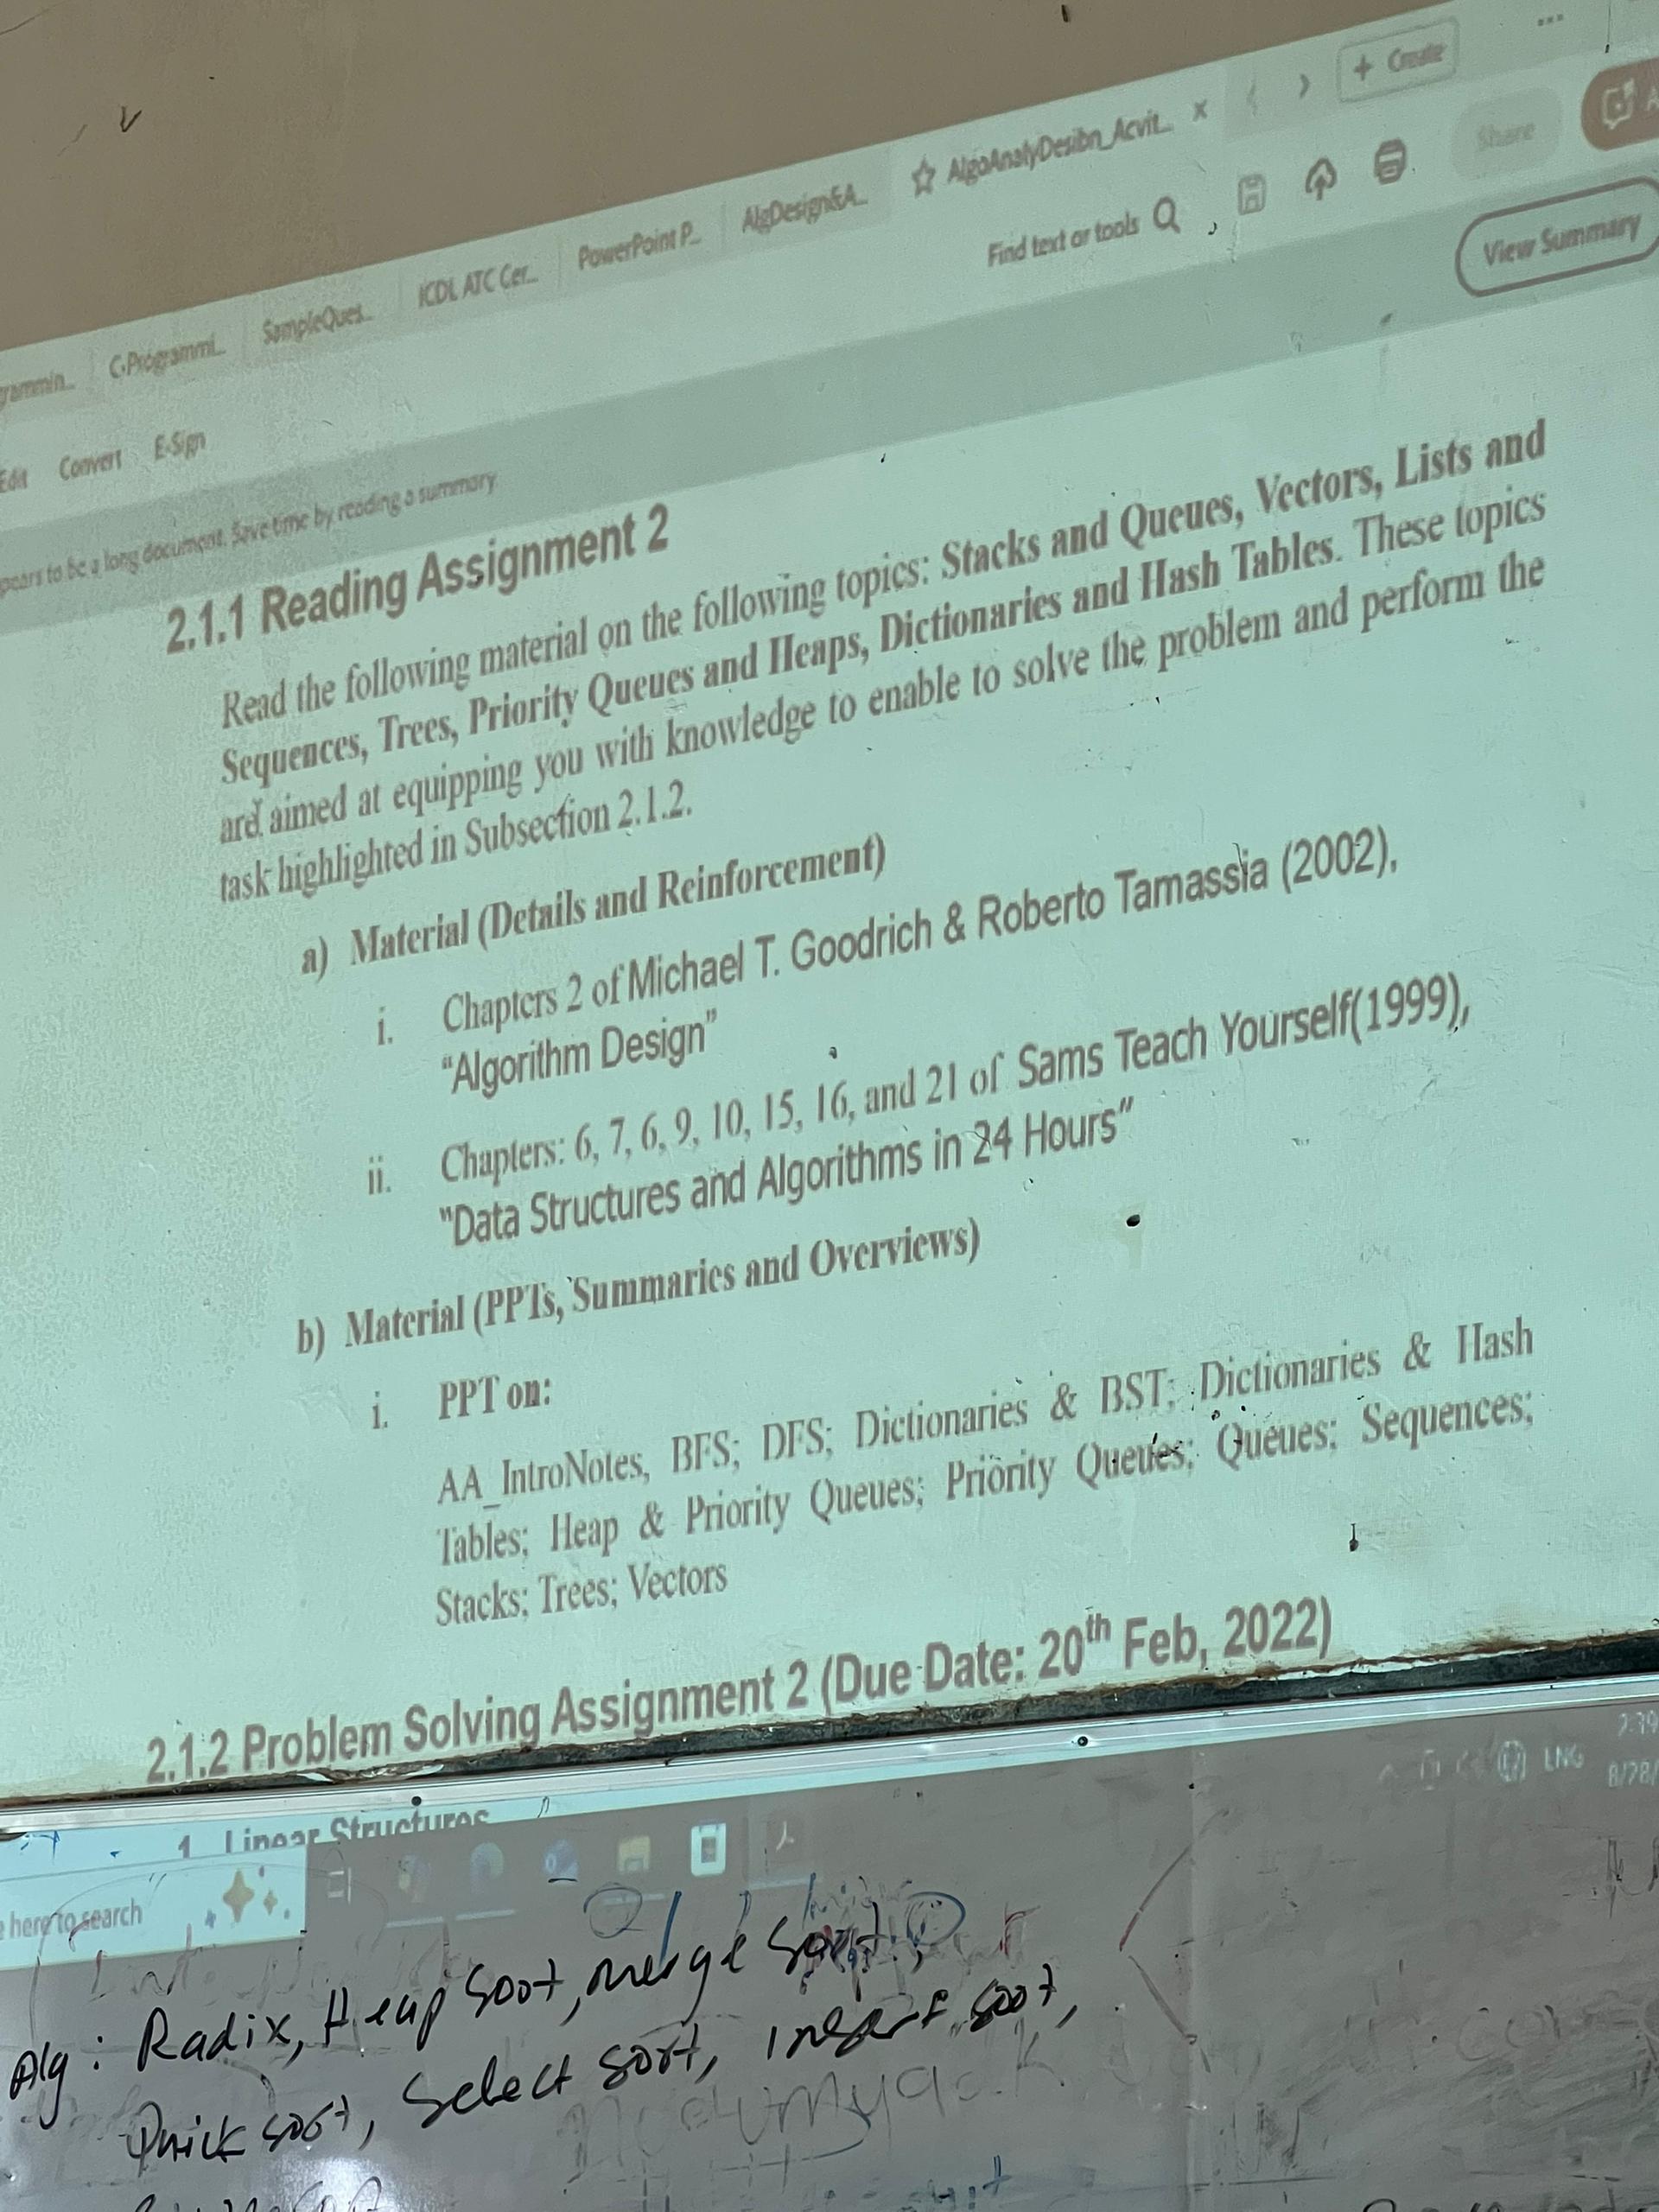 + Create
C-Programmi... SampleQues... ICDL ATC Cer... PowerPoint P... AlgDesign&A... AlgoAnalyDesibn_Acvit... ×
Edit Convert E-Sign Find text or tools Share
pears to be a long document. Save time by reading a summary View Summary
2.1.1 Reading Assignment 2
Read the following material on the following topics: Stacks and Queues, Vectors, Lists and
Sequences, Trees, Priority Queues and Heaps, Dictionaries and Hash Tables. These topics
are aimed at equipping you with knowledge to enable to solve the problem and perform the
task highlighted in Subsection 2.1.2.
a) Material (Details and Reinforcement)
i. Chapters 2 of Michael T. Goodrich & Roberto Tamassia (2002),
“Algorithm Design”
ii. Chapters: 6, 7, 6, 9, 10, 15, 16, and 21 of Sams Teach Yourself(1999),
“Data Structures and Algorithms in 24 Hours”
b) Material (PPTs, Summaries and Overviews)
i. PPT on:
AA_IntroNotes, BFS; DFS; Dictionaries & BST; Dictionaries & Hash
Tables; Heap & Priority Queues; Priority Queues; Queues; Sequences;
Stacks; Trees; Vectors
2.1.2 Problem Solving Assignment 2 (Due Date: 20th Feb, 2022)
1. Linear Structures
here to search LNG
Alg: Radix, Heap Soot, merge Soot,
Quick soot, Select sort, Insert soot,